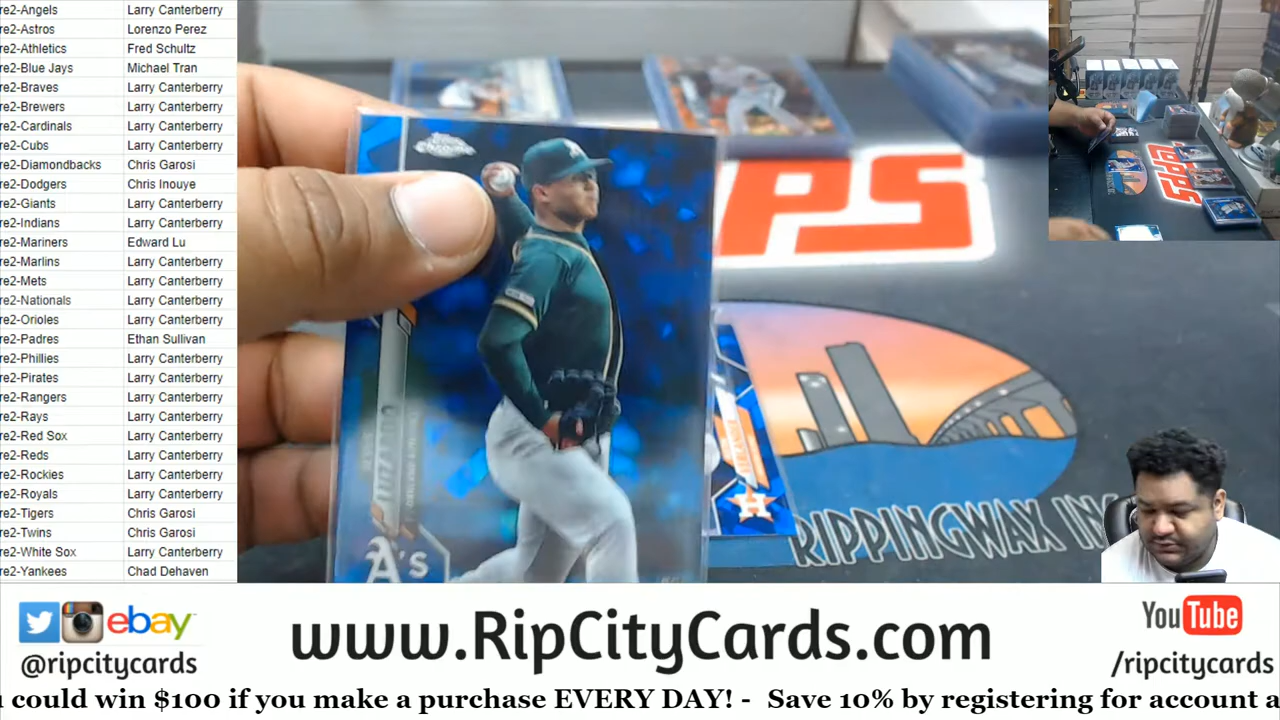 re2-Angels Larry Canterberry
re2-Astros Lorenzo Perez
re2-Athletics Fred Schultz
re2-Blue Jays Michael Tran
re2-Braves Larry Canterberry
re2-Brewers Larry Canterberry
re2-Cardinals Larry Canterberry
re2-Cubs Larry Canterberry
re2-Diamondbacks Chris Garosi
re2-Dodgers Chris Inouye
re2-Giants Larry Canterberry
re2-Indians Larry Canterberry
re2-Mariners Edward Lu
re2-Marlins Larry Canterberry
re2-Mets Larry Canterberry
re2-Nationals Larry Canterberry
re2-Orioles Larry Canterberry
re2-Padres Ethan Sullivan
re2-Phillies Larry Canterberry
re2-Pirates Larry Canterberry
re2-Rangers Larry Canterberry
re2-Rays Larry Canterberry
re2-Red Sox Larry Canterberry
re2-Reds Larry Canterberry
re2-Rockies Larry Canterberry
re2-Royals Larry Canterberry
re2-Tigers Chris Garosi
re2-Twins Chris Garosi
re2-White Sox Larry Canterberry
re2-Yankees Chad Dehaven
Topps Chrome
A's
PS
H
RIPPINGWAX IN
Topps
ebay
@ripcitycards
www.RipCityCards.com
YouTube
/ripcitycards
u could win $100 if you make a purchase EVERY DAY! - Save 10% by registering for account a